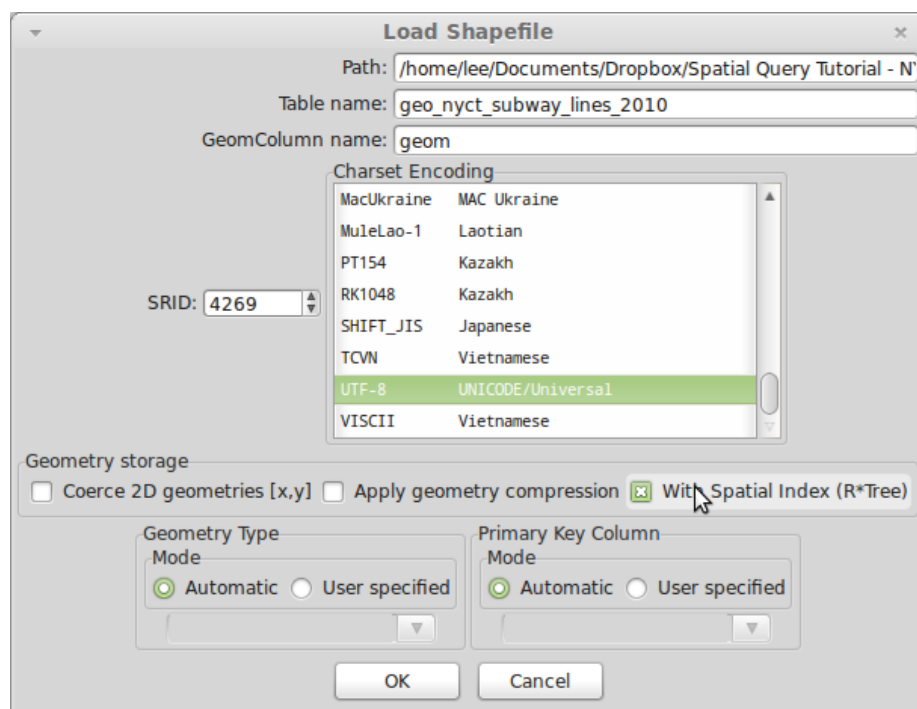 Load Shapefile
Path: /home/lee/Documents/Dropbox/Spatial Query Tutorial - NY
Table name: geo_nyct_subway_lines_2010
GeomColumn name: geom
Charset Encoding
MacUkraine MAC Ukraine
MuleLao-1 Laotian
PT154 Kazakh
SRID: 4269
RK1048 Kazakh
SHIFT_JIS Japanese
TCVN Vietnamese
UTF-8 UNICODE/Universal
VISCII Vietnamese
Geometry storage
Coerce 2D geometries [x,y] Apply geometry compression With Spatial Index (R*Tree)
Geometry Type Primary Key Column
Mode Mode
Automatic User specified Automatic User specified
OK Cancel